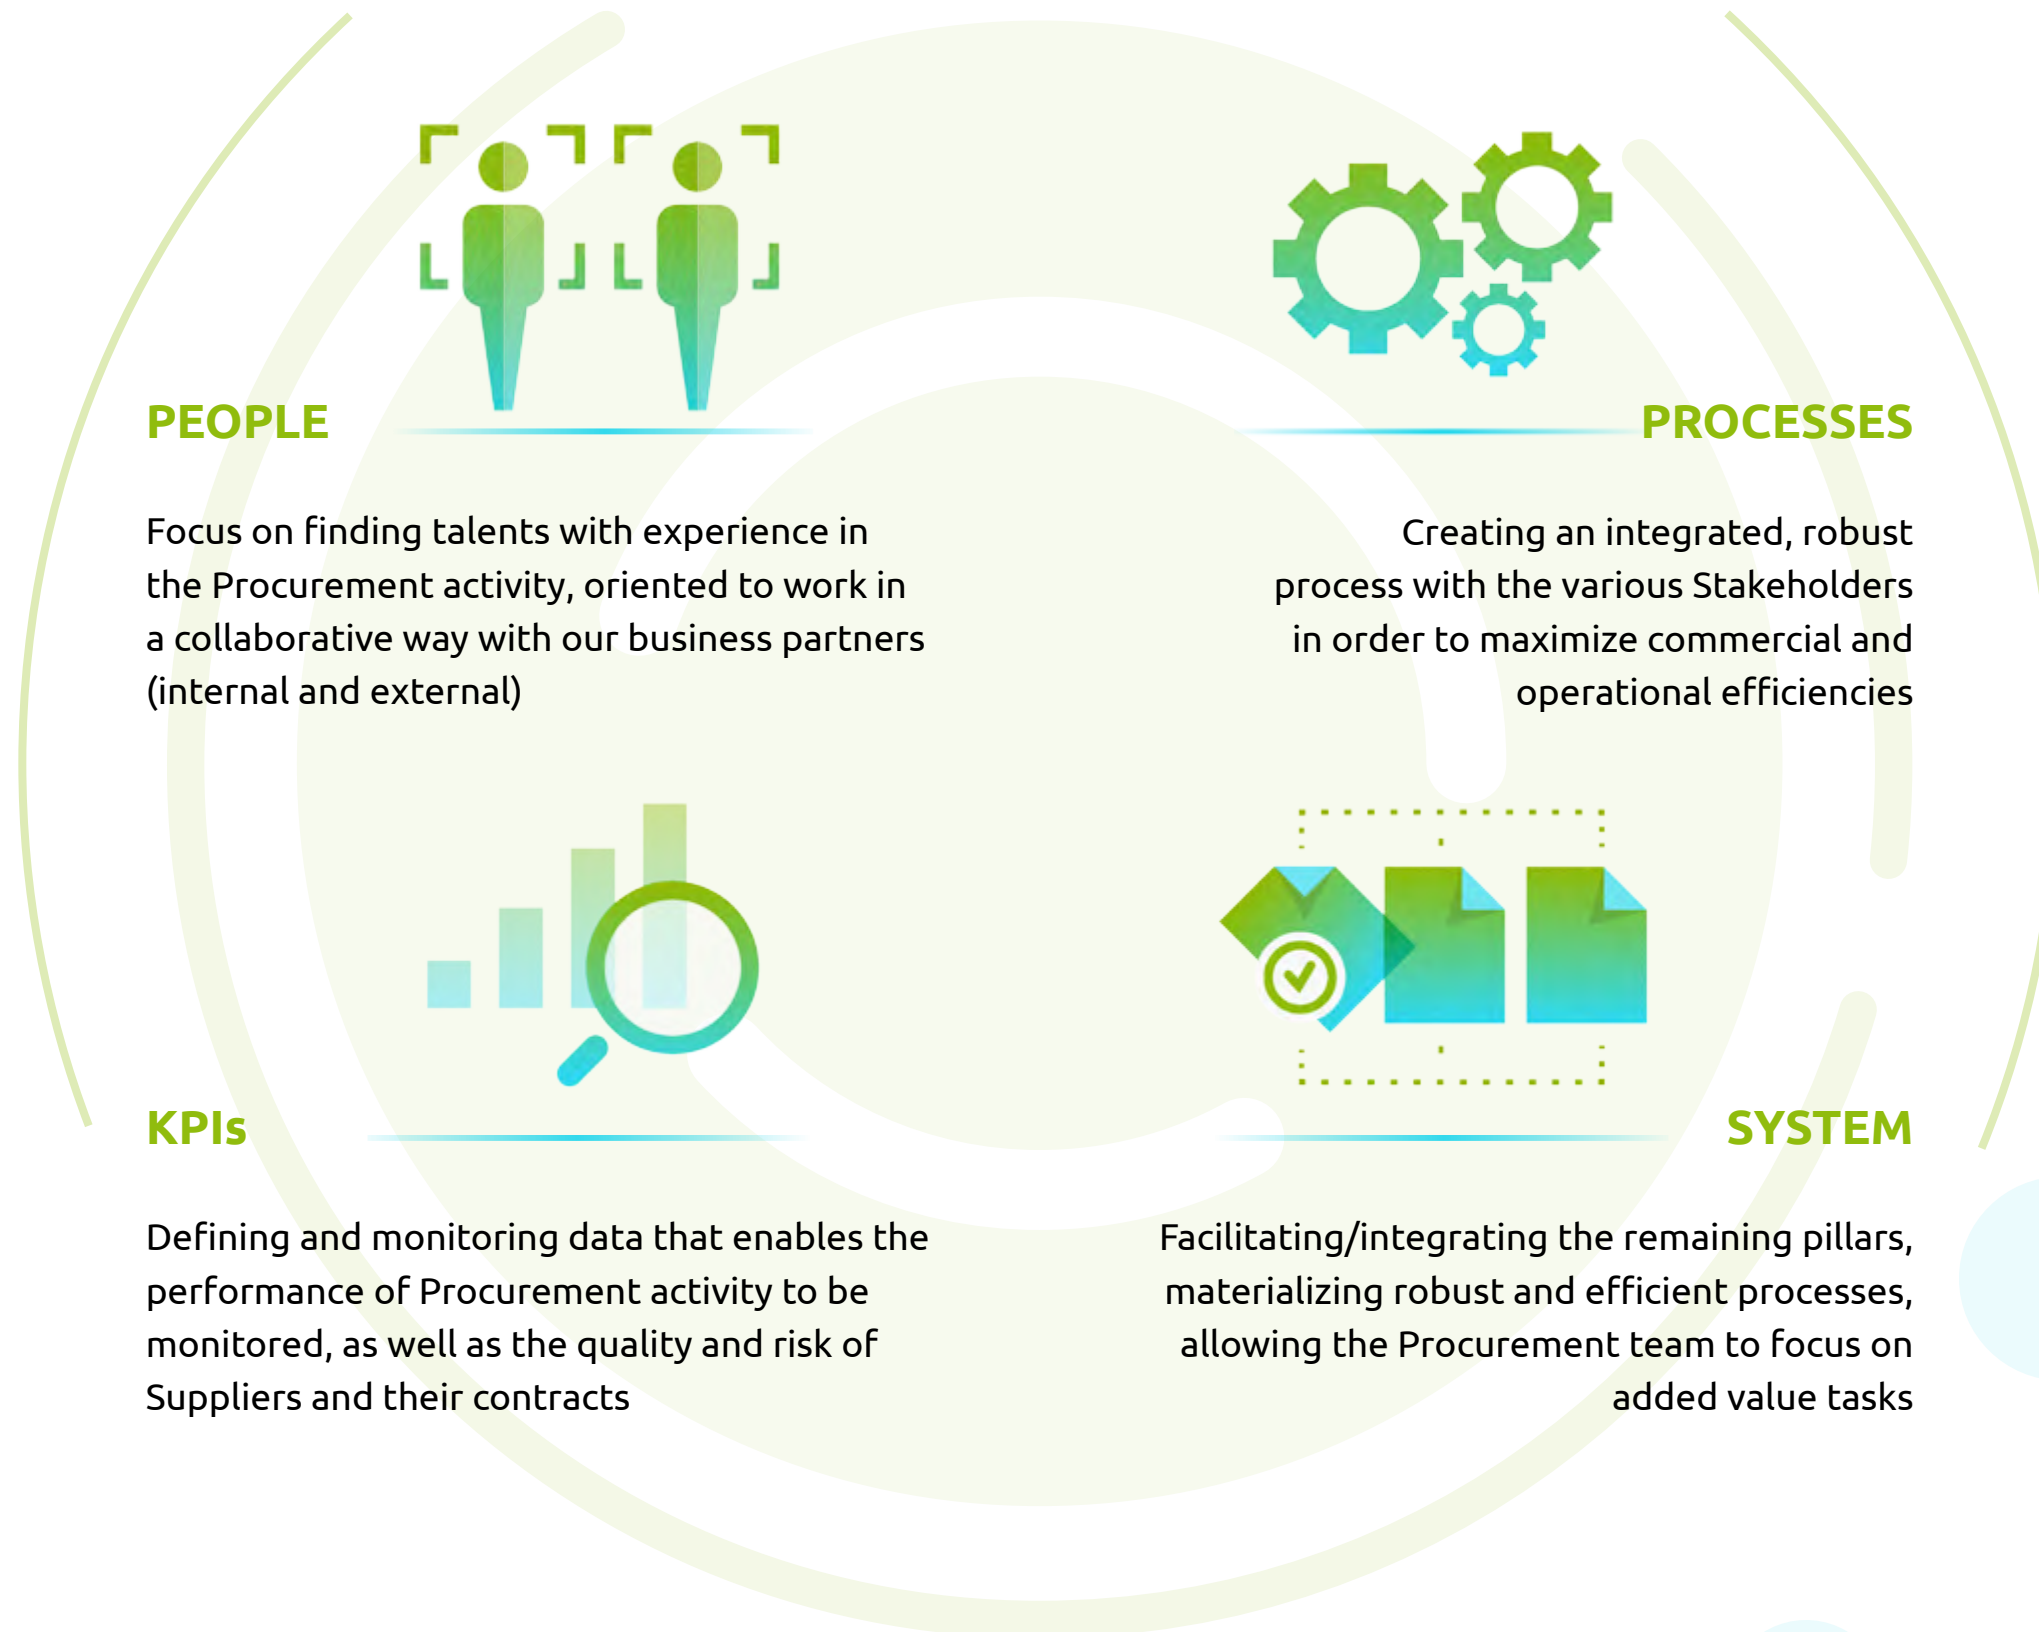 PEOPLE
Focus on finding talents with experience in
the Procurement activity, oriented to work in
a collaborative way with our business partners
(internal and external)
PROCESSES
Creating an integrated, robust
process with the various Stakeholders
in order to maximize commercial and
operational efficiencies
KPIs
Defining and monitoring data that enables the
performance of Procurement activity to be
monitored, as well as the quality and risk of
Suppliers and their contracts
SYSTEM
Facilitating/integrating the remaining pillars,
materializing robust and efficient processes,
allowing the Procurement team to focus on
added value tasks